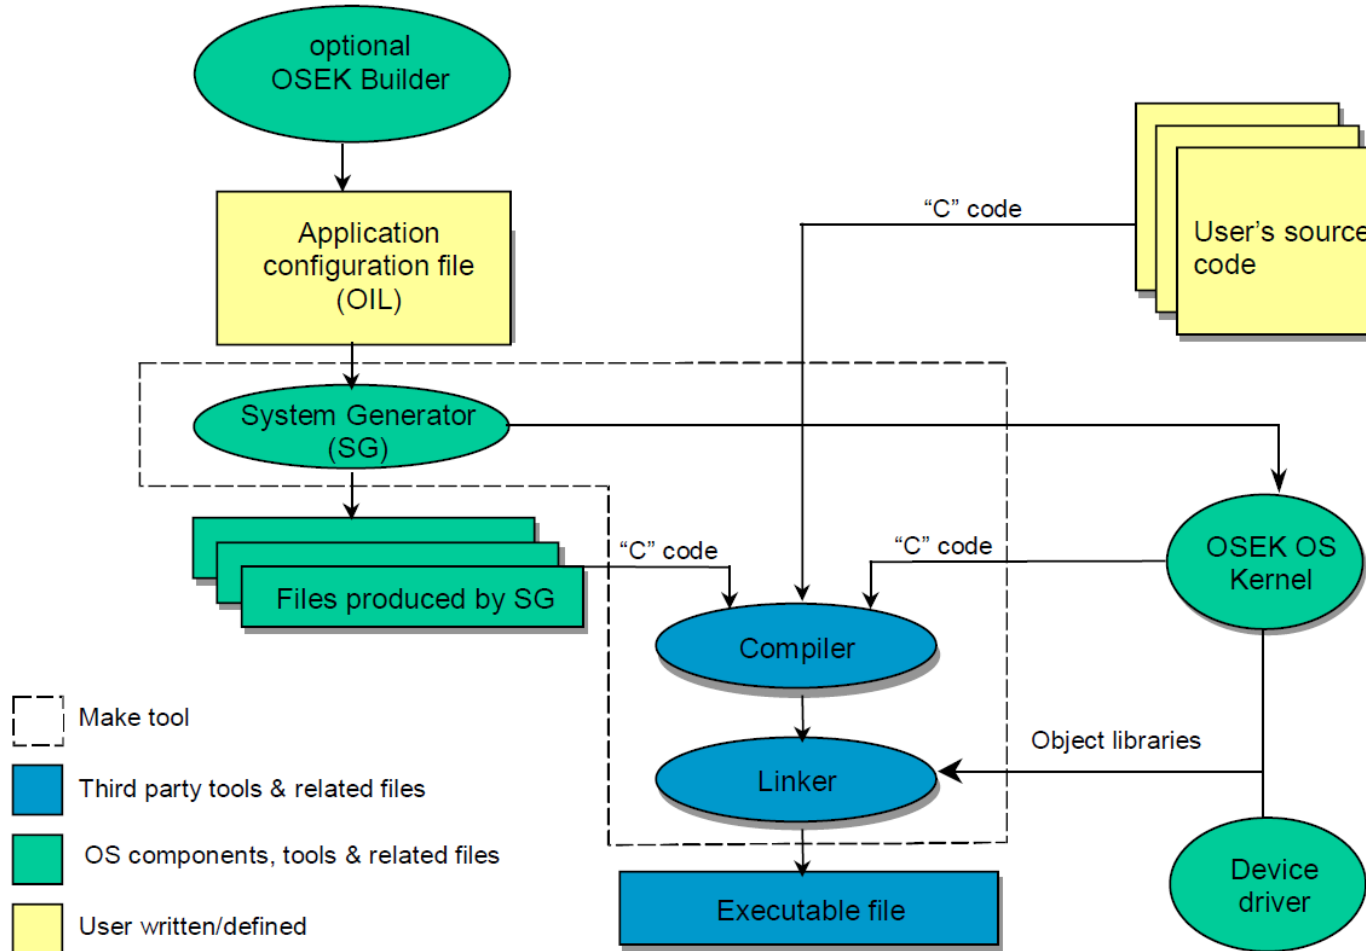 optional
OSEK Builder
Application
configuration file
(OIL)
“C” code
User’s source
code
System Generator
(SG)
“C” code
“C” code
OSEK OS
Kernel
Files produced by SG
Compiler
Make tool
Object libraries
Linker
Third party tools & related files
OS components, tools & related files
Device
driver
Executable file
User written/defined